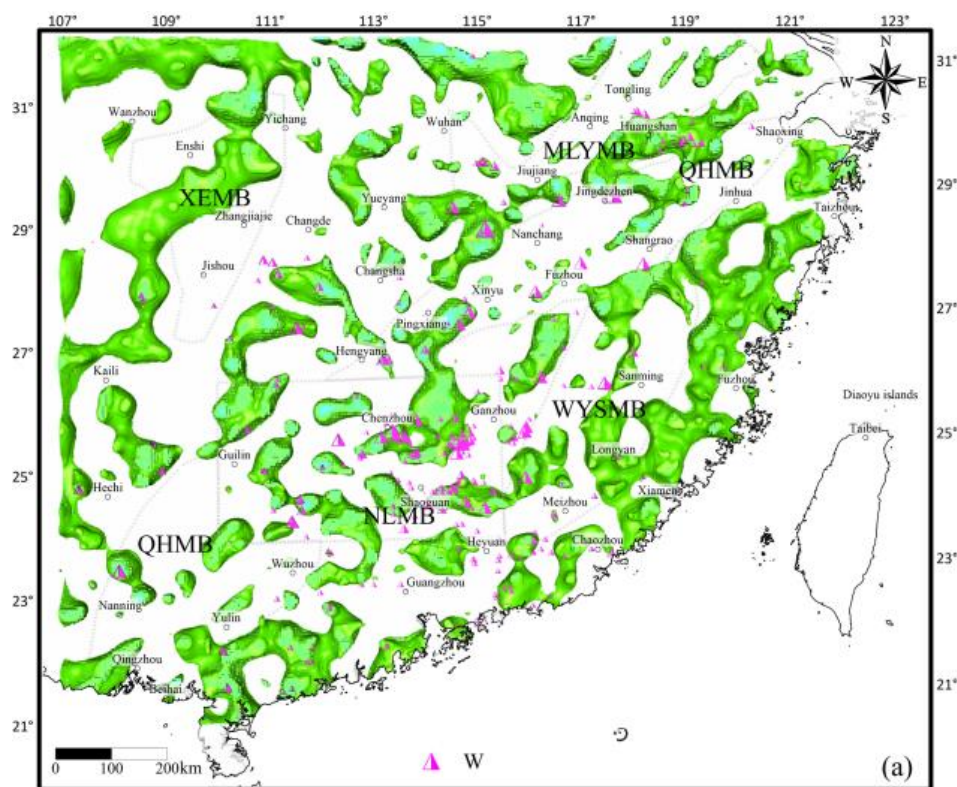 107° 109° 111° 113° 115° 117° 119° 121° 123°
N
W E
S
31° 31°
Tongling
Wanzhou
Yichang
Wuhan
Anqing
Huangshan
Shaoxing
Enshi
MLYMB
QHMB
Jiujiang
Jingdezhen
Jinhua
XEMB
Yueyang
29° 29°
Zhangjiajie
Changde
Nanchang
Shangrao
Taizhou
Jishou
Changsha
Fuzhou
Xinyu
Pingxiang
27° 27°
Hengyang
Kaili
Sanming
Fuzhou
Diaoyu islands
WYSMB
Chenzhou
Ganzhou
Taibei
25° 25°
Guilin
Longyan
Hechi
Xiamen
Shaoguan
Meizhou
NLMB
QHMB
Heyuan
Chaozhou
23° 23°
Wuzhou
Guangzhou
Nanning
Yulin
Qingzhou
Beihai
21° 21°
0 100 200km
W
(a)